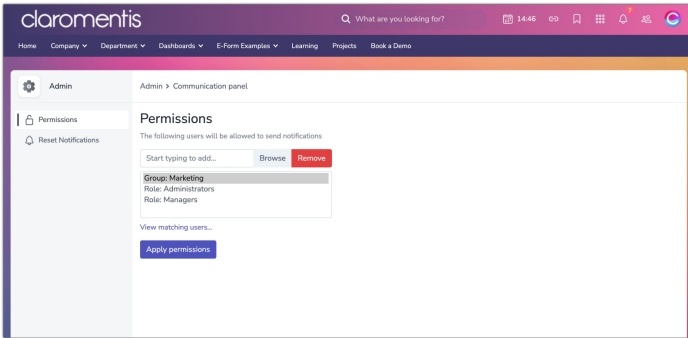 claromentis
What are you looking for?
14:46
7
Home Company Department Dashboards E-Form Examples Learning Projects Book a Demo
Admin
Admin > Communication panel
Permissions
Reset Notifications
Permissions
The following users will be allowed to send notifications
Start typing to add... Browse Remove
Group: Marketing
Role: Administrators
Role: Managers
View matching users...
Apply permissions